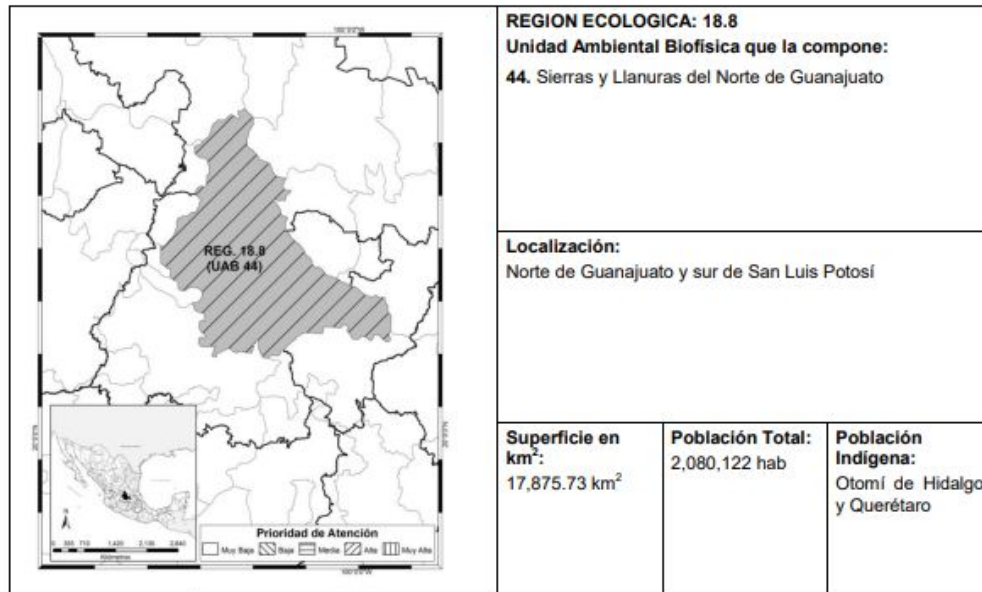 REGION ECOLOGICA: 18.8
Unidad Ambiental Biofísica que la compone:
44. Sierras y Llanuras del Norte de Guanajuato
REG. 18.8
(UAB 44)
Localización:
Norte de Guanajuato y sur de San Luis Potosí
Superficie en
km²:
17,875.73 km²
Población Total:
2,080,122 hab
Población
Indígena:
Otomí de Hidalgo
y Querétaro
N
Prioridad de Atención
Muy Baja Baja Media Alta Muy Alta
Kilómetros